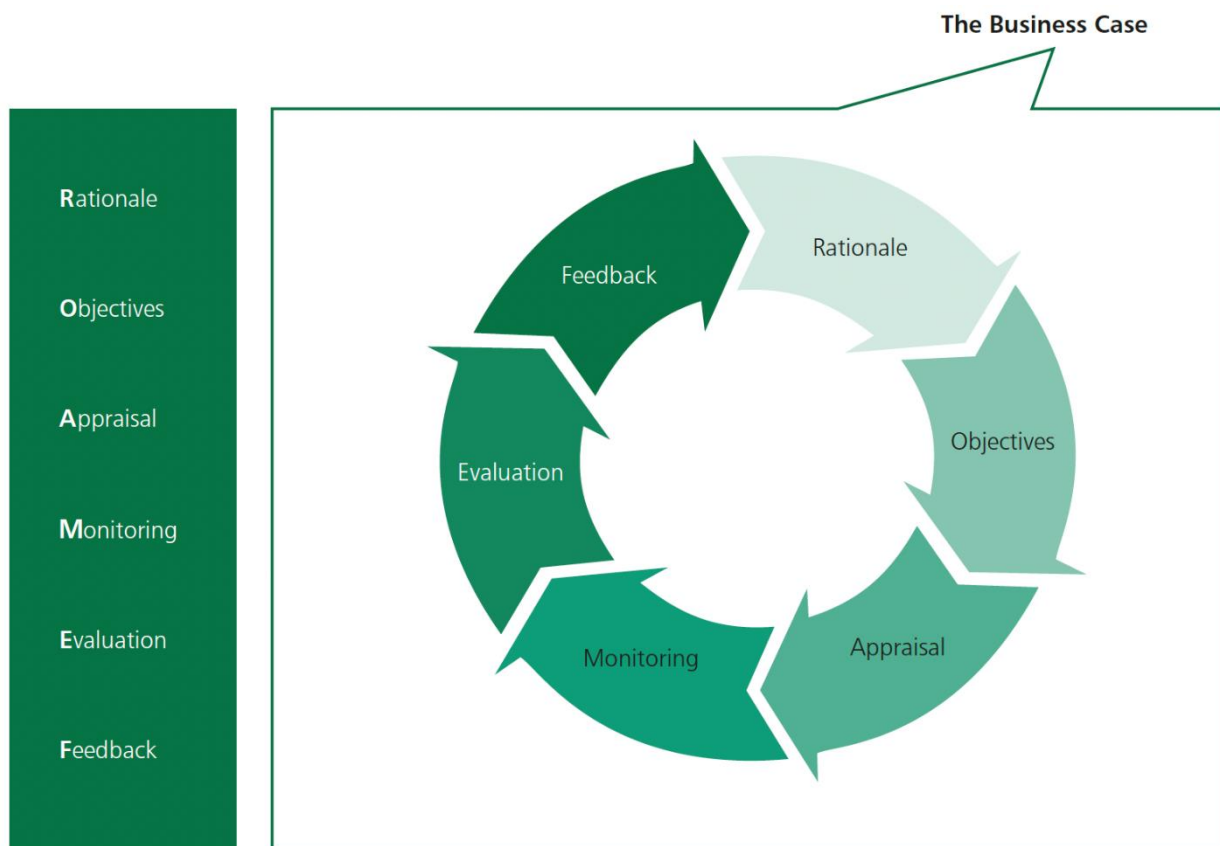 The Business Case
Rationale
Objectives
Appraisal
Monitoring
Evaluation
Feedback
Rationale
Objectives
Appraisal
Monitoring
Evaluation
Feedback